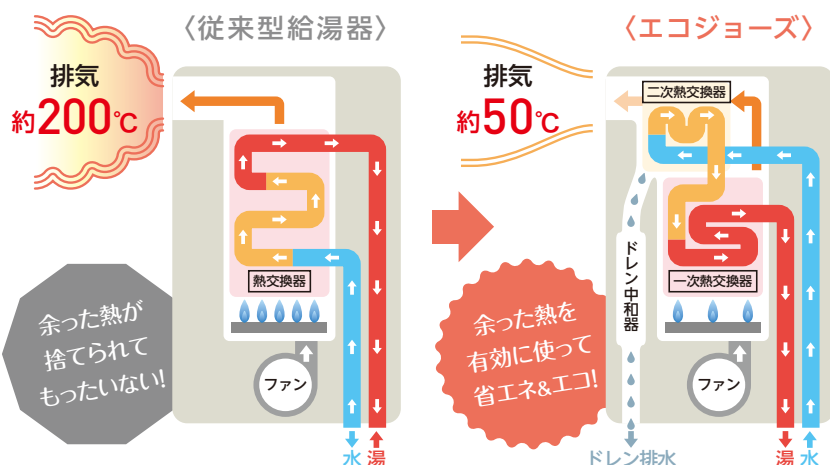 〈従来型給湯器〉
排気
約200℃
熱交換器
余った熱が
捨てられて
もったいない!
ファン
水 湯
〈エコジョーズ〉
排気
約50℃
二次熱交換器
ドレン中和器
一次熱交換器
余った熱を
有効に使って
省エネ&エコ!
ファン
ドレン排水
湯 水